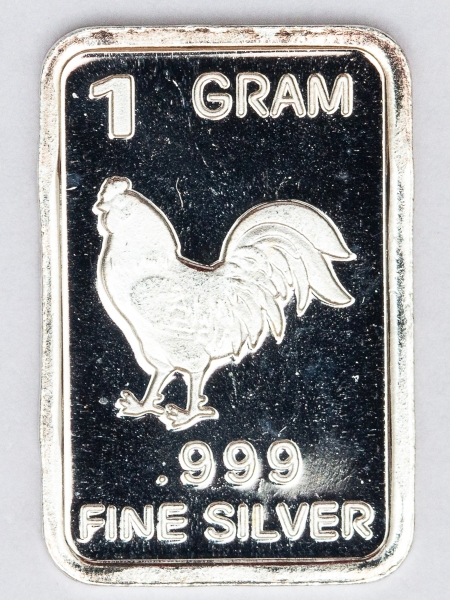 1 GRAM
.999
FINE SILVER